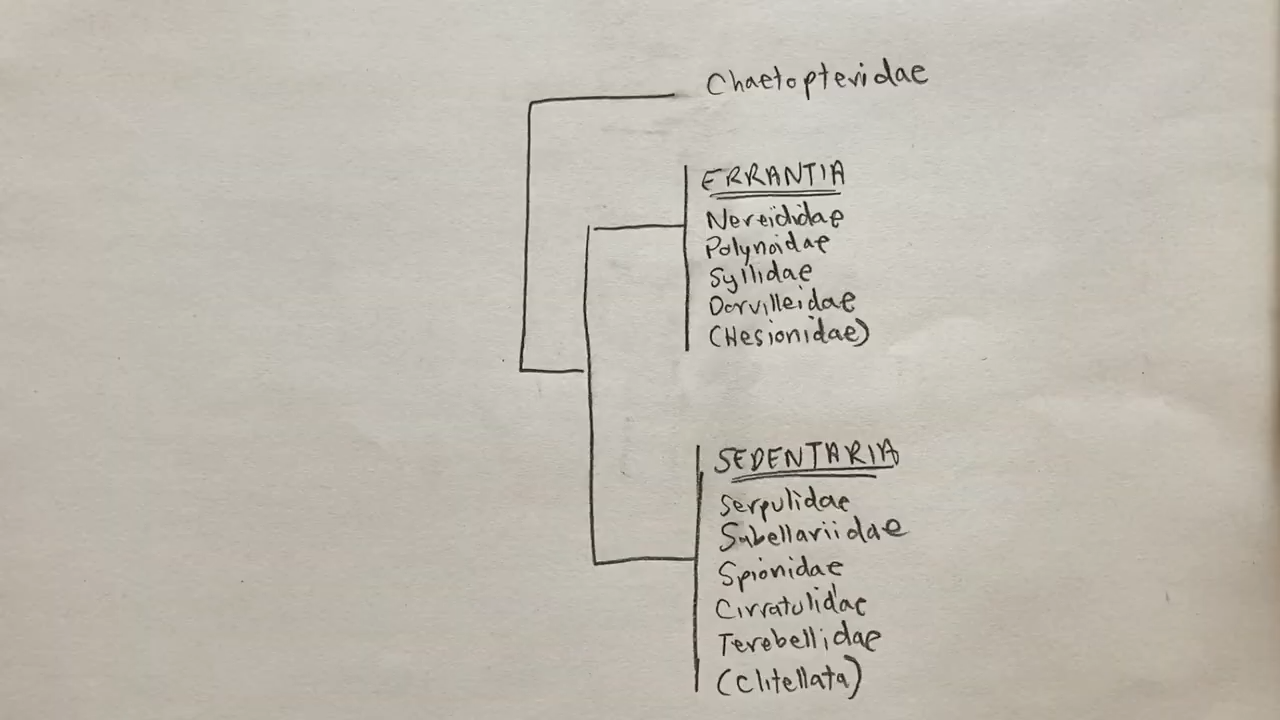 Chaetopteridae
ERRANTIA
Nereididae
Polynoidae
Syllidae
Dorvilleidae
(Hesionidae)
SEDENTARIA
Serpulidae
Sabellariidae
Spionidae
Cirratulidae
Terebellidae
(Clitellata)